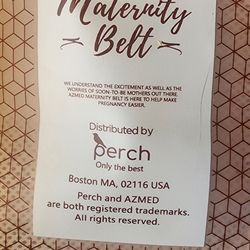 Maternity
Belt
WE UNDERSTAND THE EXCITEMENT AS WELL AS THE
WORRIES OF SOON-TO-BE MOTHERS OUT THERE.
AZMED MATERNITY BELT IS HERE TO HELP MAKE
PREGNANCY EASIER.
Distributed by
perch
Only the best
Boston MA, 02116 USA
Perch and AZMED
are both registered trademarks.
All rights reserved.